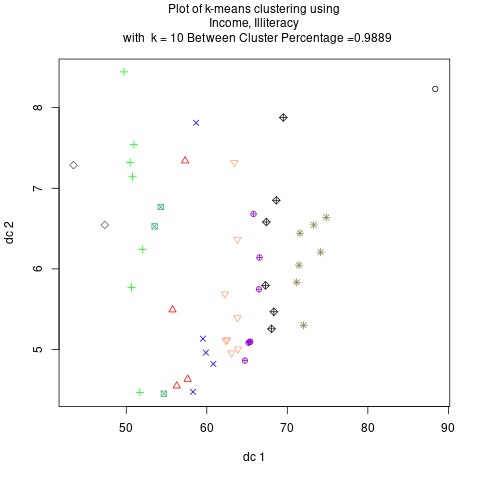 Plot of k-means clustering using
Income, Illiteracy
with  k = 10 Between Cluster Percentage =0.9889
8
7
6
5
dc 2
50 60 70 80 90
dc 1